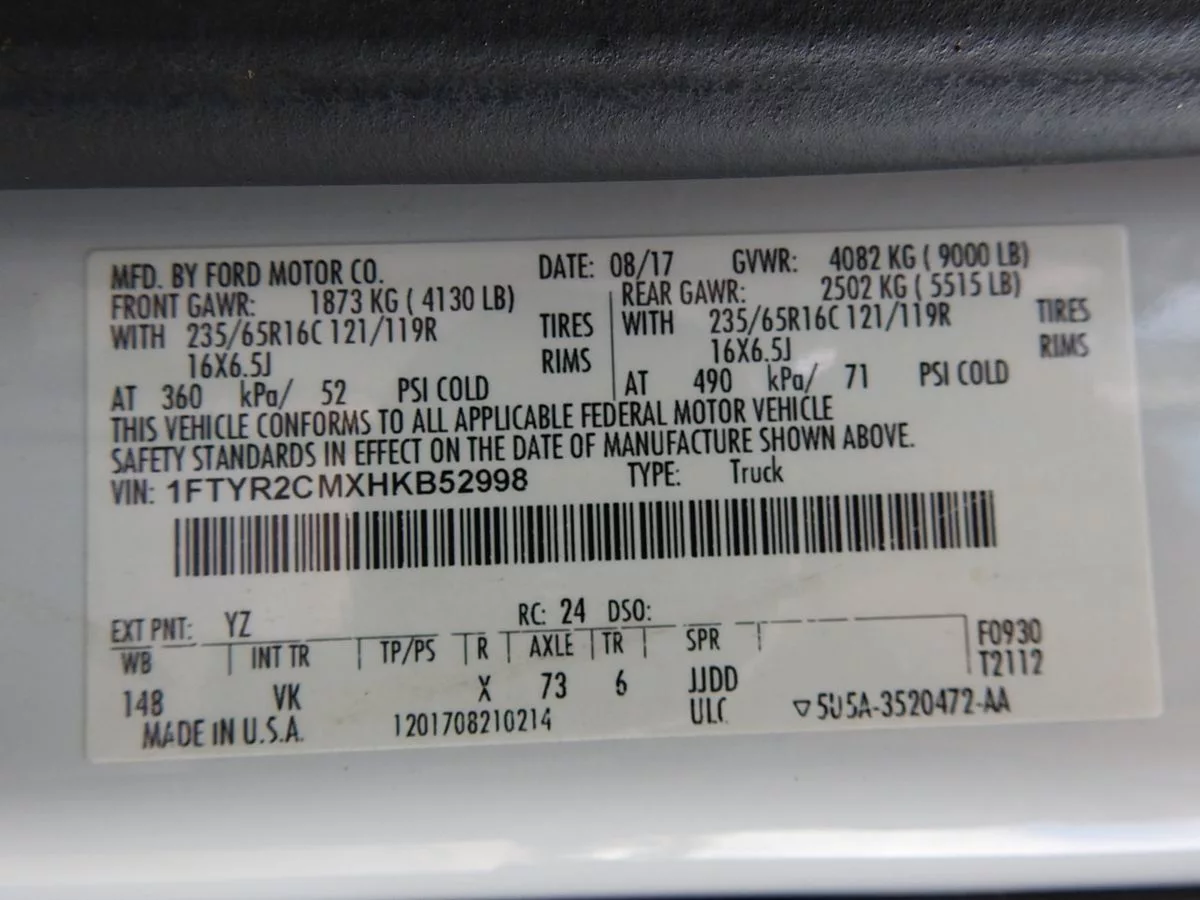 MFD. BY FORD MOTOR CO. DATE: 08/17 GVWR: 4082 KG ( 9000 LB)
FRONT GAWR: 1873 KG ( 4130 LB) REAR GAWR: 2502 KG ( 5515 LB)
WITH 235/65R16C 121/119R TIRES WITH 235/65R16C 121/119R TIRES
16X6.5J RIMS 16X6.5J RIMS
AT 360 kPa/ 52 PSI COLD AT 490 kPa/ 71 PSI COLD
THIS VEHICLE CONFORMS TO ALL APPLICABLE FEDERAL MOTOR VEHICLE
SAFETY STANDARDS IN EFFECT ON THE DATE OF MANUFACTURE SHOWN ABOVE.
VIN: 1FTYR2CMXHKB52998 TYPE: Truck
EXT PNT: YZ RC: 24 DSO:
WB INT TR TP/PS R AXLE TR SPR F0930
T2112
148 VK X 73 6 JJDD
MADE IN U.S.A. 1201708210214 ULC ▽5U5A-3520472-AA